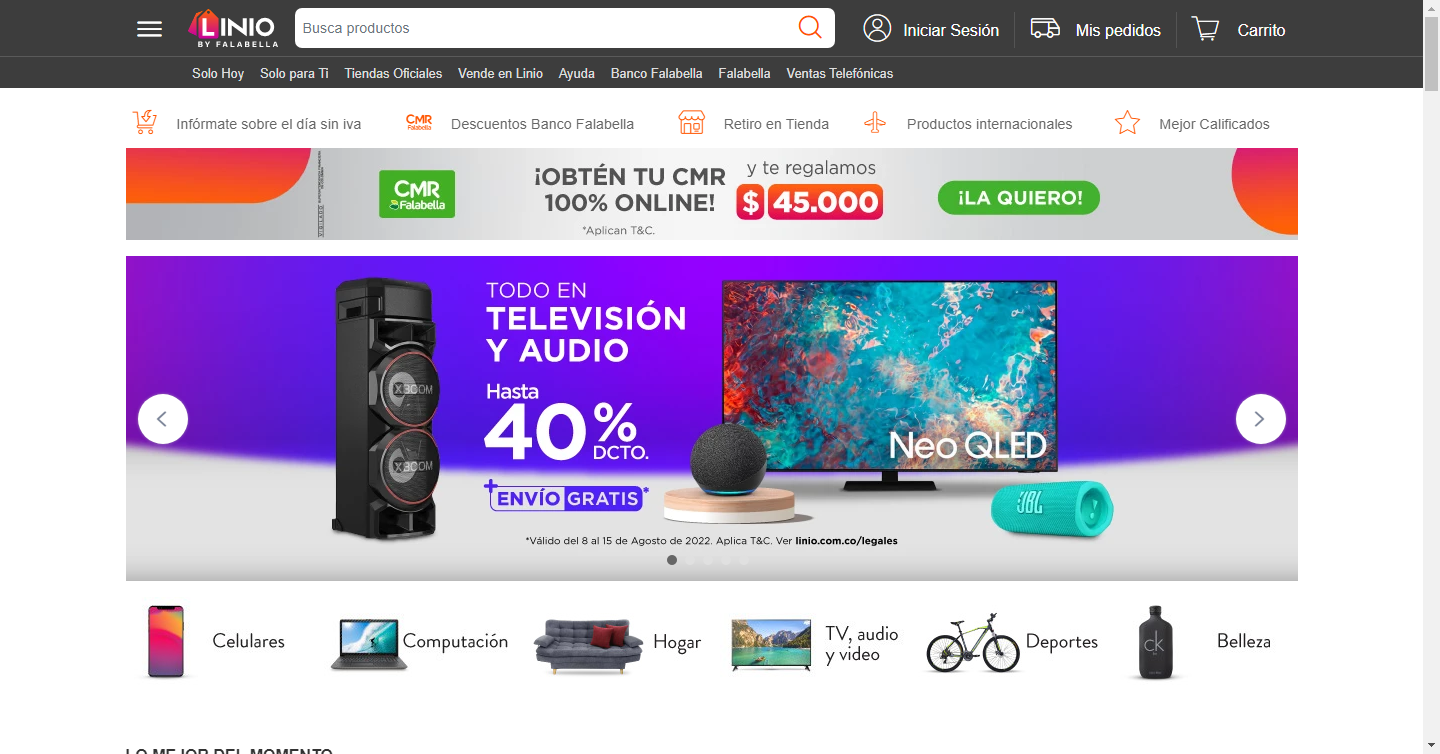 LINIO
BY FALABELLA
Busca productos
Iniciar Sesión
Mis pedidos
Carrito
Solo Hoy
Solo para Ti
Tiendas Oficiales
Vende en Linio
Ayuda
Banco Falabella
Falabella
Ventas Telefónicas
Infórmate sobre el día sin iva
CMR
Falabella
Descuentos Banco Falabella
Retiro en Tienda
Productos internacionales
Mejor Calificados
CMR
Falabella
¡OBTÉN TU CMR
100% ONLINE!
*Aplican T&C.
y te regalamos
$ 45.000
¡LA QUIERO!
TODO EN
TELEVISIÓN
Y AUDIO
Hasta
40%
DCTO.
+ENVÍO GRATIS*
XBOOM
XBOOM
Neo QLED
JBL
*Válido del 8 al 15 de Agosto de 2022. Aplica T&C. Ver linio.com.co/legales
Celulares
Computación
Hogar
TV, audio
y video
Deportes
ck
Belleza
LO MEJOR DEL MOMENTO